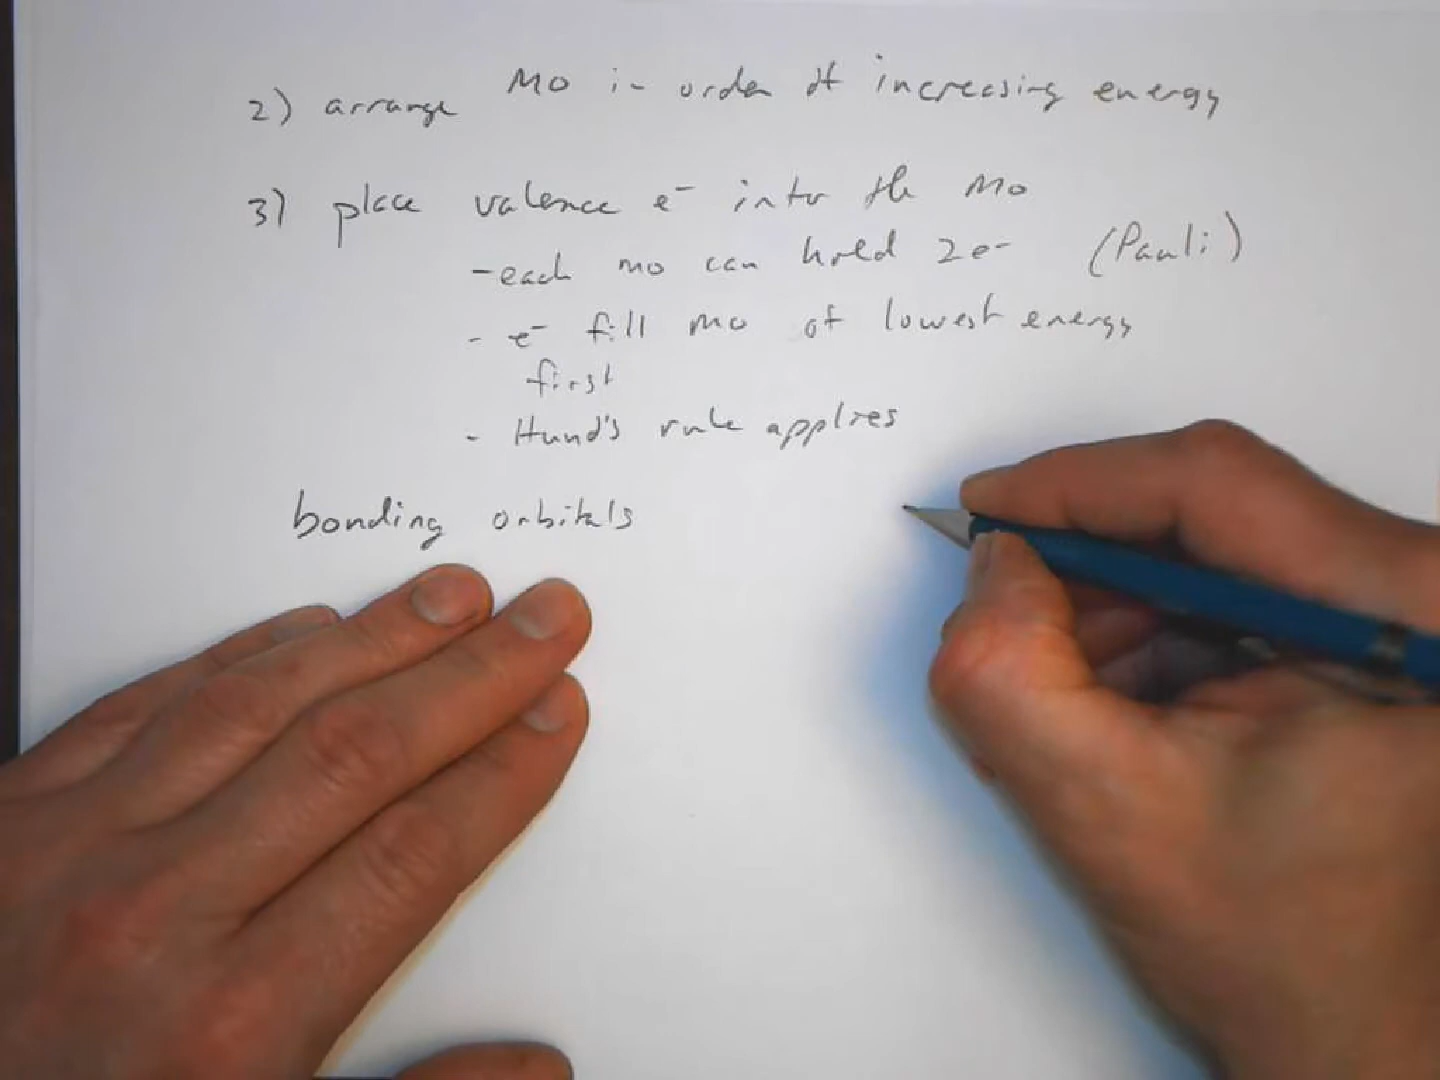 2) arrange MO in order of increasing energy
3) place valence e⁻ into the MO
- each MO can hold 2e⁻ (Pauli)
- e⁻ fill MO of lowest energy
first
- Hund's rule applies
bonding orbitals